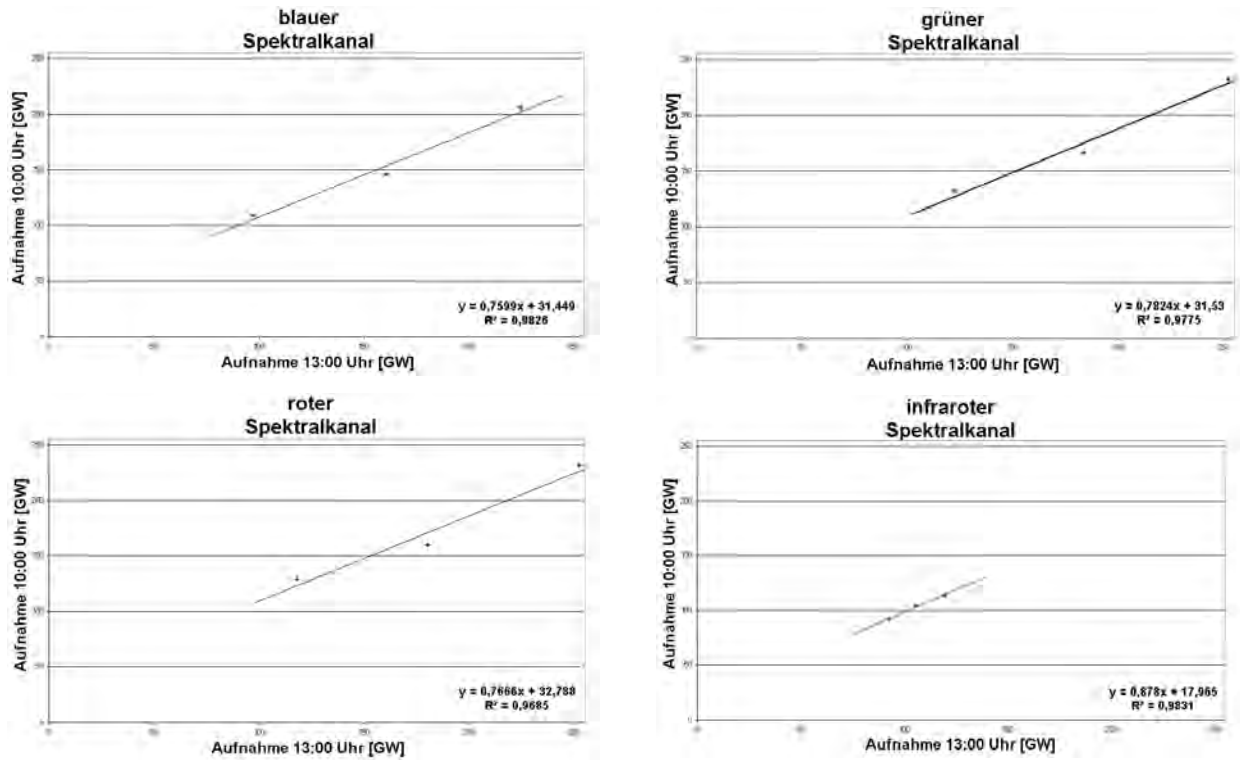 blauer
Spektralkanal
Aufnahme 10:00 Uhr [GW]
y = 0,7599x + 31,449
R² = 0,9826
Aufnahme 13:00 Uhr [GW]
grüner
Spektralkanal
Aufnahme 10:00 Uhr [GW]
y = 0,7824x + 31,53
R² = 0,9775
Aufnahme 13:00 Uhr [GW]
roter
Spektralkanal
Aufnahme 10:00 Uhr [GW]
y = 0,7666x + 32,788
R² = 0,9685
Aufnahme 13:00 Uhr [GW]
infraroter
Spektralkanal
Aufnahme 10:00 Uhr [GW]
y = 0,878x + 17,965
R² = 0,9831
Aufnahme 13:00 Uhr [GW]